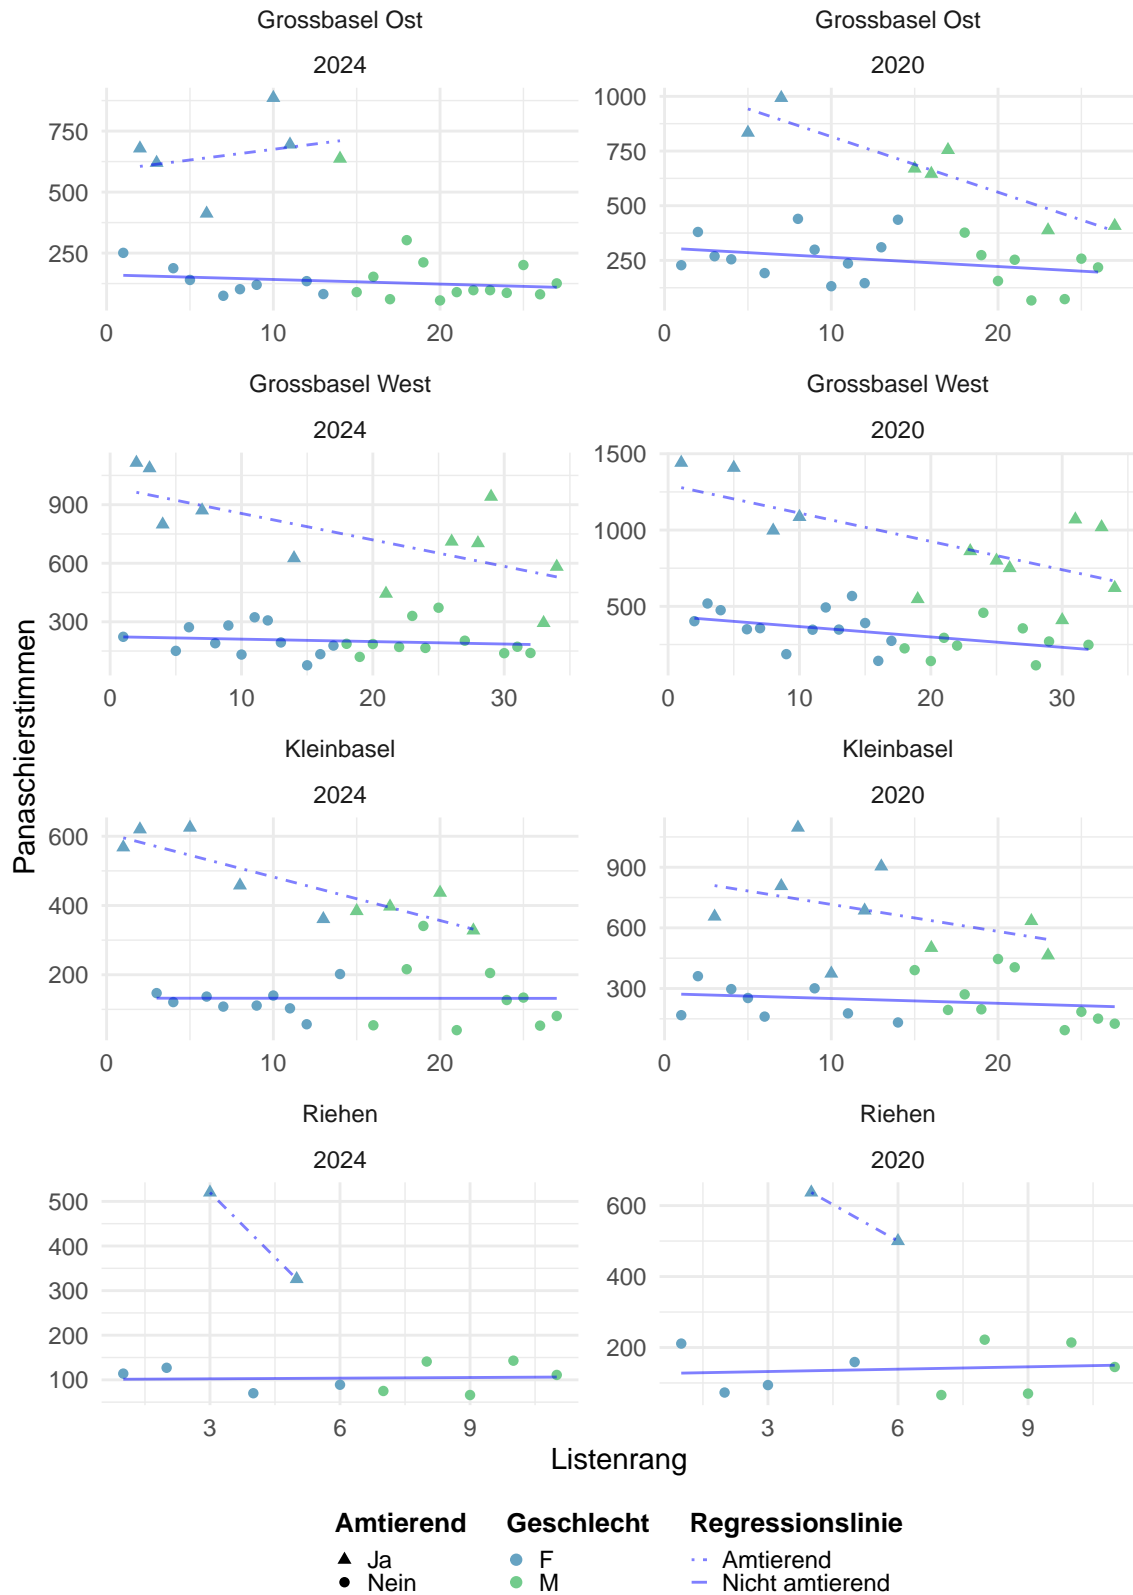 Grossbasel Ost Grossbasel Ost
2024 2020
750
500
250
0 10 20
1000
750
500
250
0 10 20
Grossbasel West Grossbasel West
2024 2020
900
600
300
0 10 20 30
1500
1000
500
0 10 20 30
Panaschierstimmen
Kleinbasel Kleinbasel
2024 2020
600
400
200
0 10 20
900
600
300
0 10 20
Riehen Riehen
2024 2020
500
400
300
200
100
3 6 9
600
400
200
3 6 9
Listenrang
Amtierend Geschlecht Regressionslinie
Ja F Amtierend
Nein M Nicht amtierend